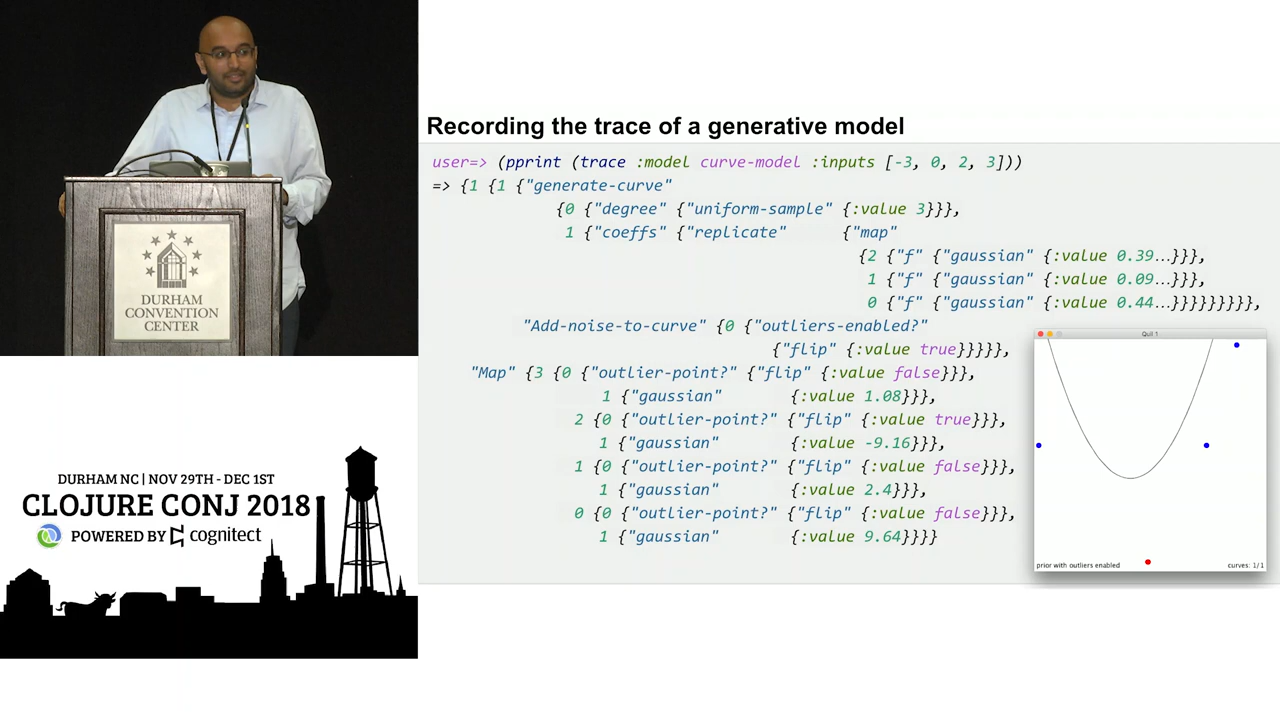 Recording the trace of a generative model
user=> (pprint (trace :model curve-model :inputs [-3, 0, 2, 3]))
=> {1 {1 {"generate-curve"
{0 {"degree" {"uniform-sample" {:value 3}}},
1 {"coeffs" {"replicate" {"map"
{2 {"f" {"gaussian" {:value 0.39…}}},
1 {"f" {"gaussian" {:value 0.09…}}},
0 {"f" {"gaussian" {:value 0.44…}}}}}}}}},
"Add-noise-to-curve" {0 {"outliers-enabled?"
{"flip" {:value true}}}}},
"Map" {3 {0 {"outlier-point?" {"flip" {:value false}}},
1 {"gaussian" {:value 1.08}}},
2 {0 {"outlier-point?" {"flip" {:value true}}},
1 {"gaussian" {:value -9.16}}},
1 {0 {"outlier-point?" {"flip" {:value false}}},
1 {"gaussian" {:value 2.4}}},
0 {0 {"outlier-point?" {"flip" {:value false}}},
1 {"gaussian" {:value 9.64}}}}
Quil 1
prior with outliers enabled
curves: 1/1
DURHAM
CONVENTION
CENTER
DURHAM NC | NOV 29TH - DEC 1ST
CLOJURE CONJ 2018
POWERED BY cognitect